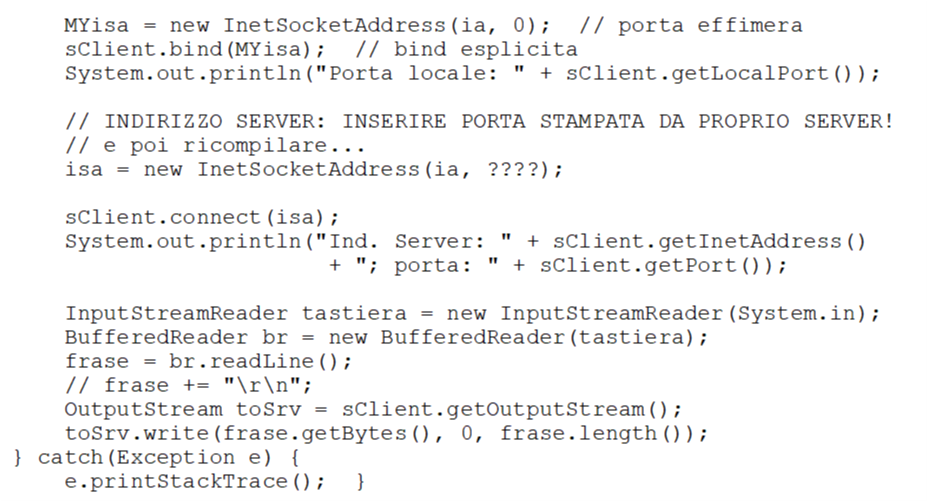 MYisa = new InetSocketAddress(ia, 0);  // porta effimera
sClient.bind(MYisa);  // bind esplicita
System.out.println("Porta locale: " + sClient.getLocalPort());
// INDIRIZZO SERVER: INSERIRE PORTA STAMPATA DA PROPRIO SERVER!
// e poi ricompilare...
isa = new InetSocketAddress(ia, ????);
sClient.connect(isa);
System.out.println("Ind. Server: " + sClient.getInetAddress()
+ "; porta: " + sClient.getPort());
InputStreamReader tastiera = new InputStreamReader(System.in);
BufferedReader br = new BufferedReader(tastiera);
frase = br.readLine();
// frase += "\r\n";
OutputStream toSrv = sClient.getOutputStream();
toSrv.write(frase.getBytes(), 0, frase.length());
} catch(Exception e) {
e.printStackTrace();  }